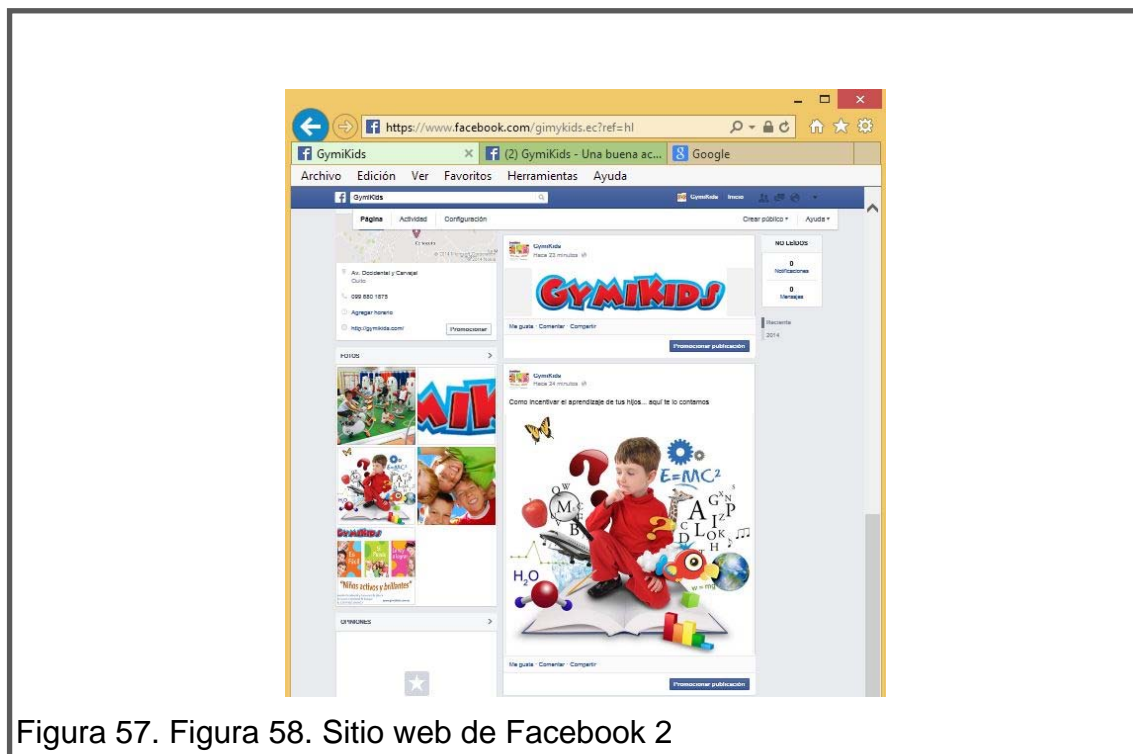 https://www.facebook.com/gimykids.ec?ref=hl
GymiKids
(2) GymiKids - Una buena ac...
Google
Archivo Edición Ver Favoritos Herramientas Ayuda
GymiKids
GymiKids Inicio
Página Actividad Configuración
Crear público Ayuda
Av. Occidental y Carvajal
Quito
099 880 1875
Agregar horario
http://gymikids.com/
Promocionar
FOTOS
GYMIKIDS
"Niños activos y brillantes"
OPINIONES
GymiKids
Hace 23 minutos
GYMIKIDS
Me gusta · Comentar · Compartir
Promocionar publicación
GymiKids
Hace 24 minutos
Como incentivar el aprendizaje de tus hijos... aquí te lo contamos
E=MC²
H₂O
w = mg
Me gusta · Comentar · Compartir
Promocionar publicación
NO LEÍDOS
0
Notificaciones
0
Mensajes
Reciente
2014
Figura 57. Figura 58. Sitio web de Facebook 2